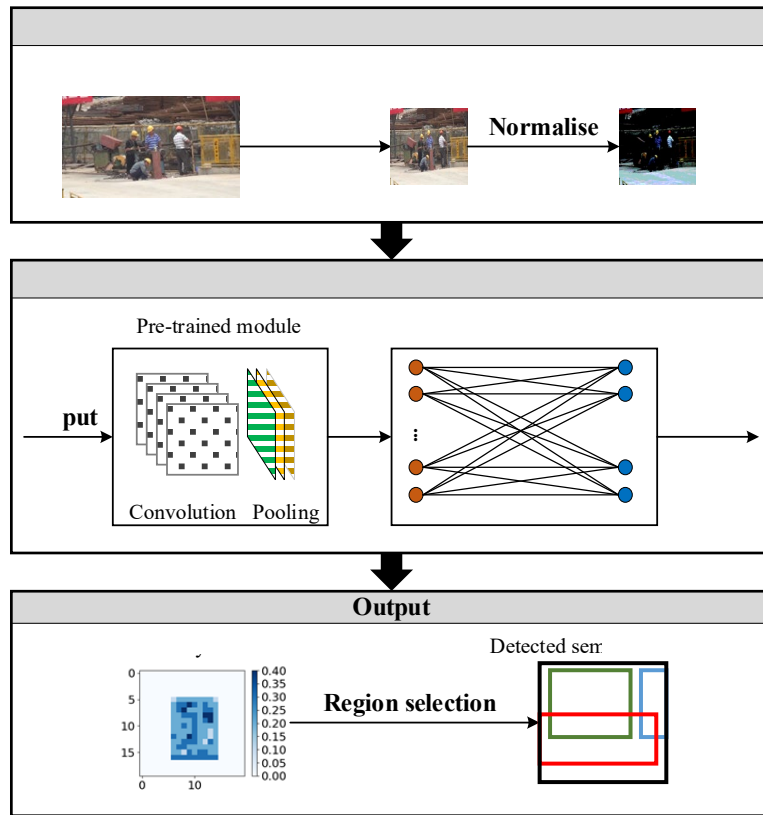 Normalise
Pre-trained module
put
...
Convolution
Pooling
Output
y
Detected sem
0
5
10
15
0
10
0.40
0.35
0.30
0.25
0.20
0.15
0.10
0.05
0.00
Region selection